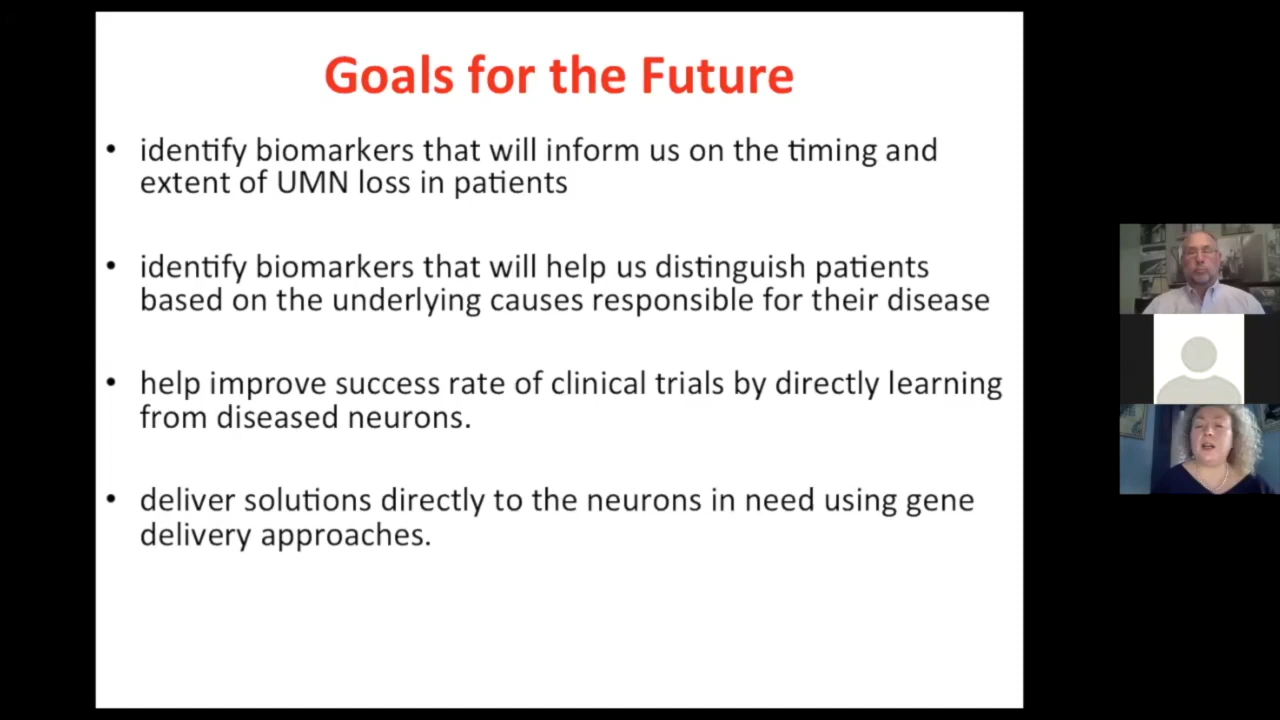 Goals for the Future
• identify biomarkers that will inform us on the timing and
extent of UMN loss in patients
• identify biomarkers that will help us distinguish patients
based on the underlying causes responsible for their disease
• help improve success rate of clinical trials by directly learning
from diseased neurons.
• deliver solutions directly to the neurons in need using gene
delivery approaches.